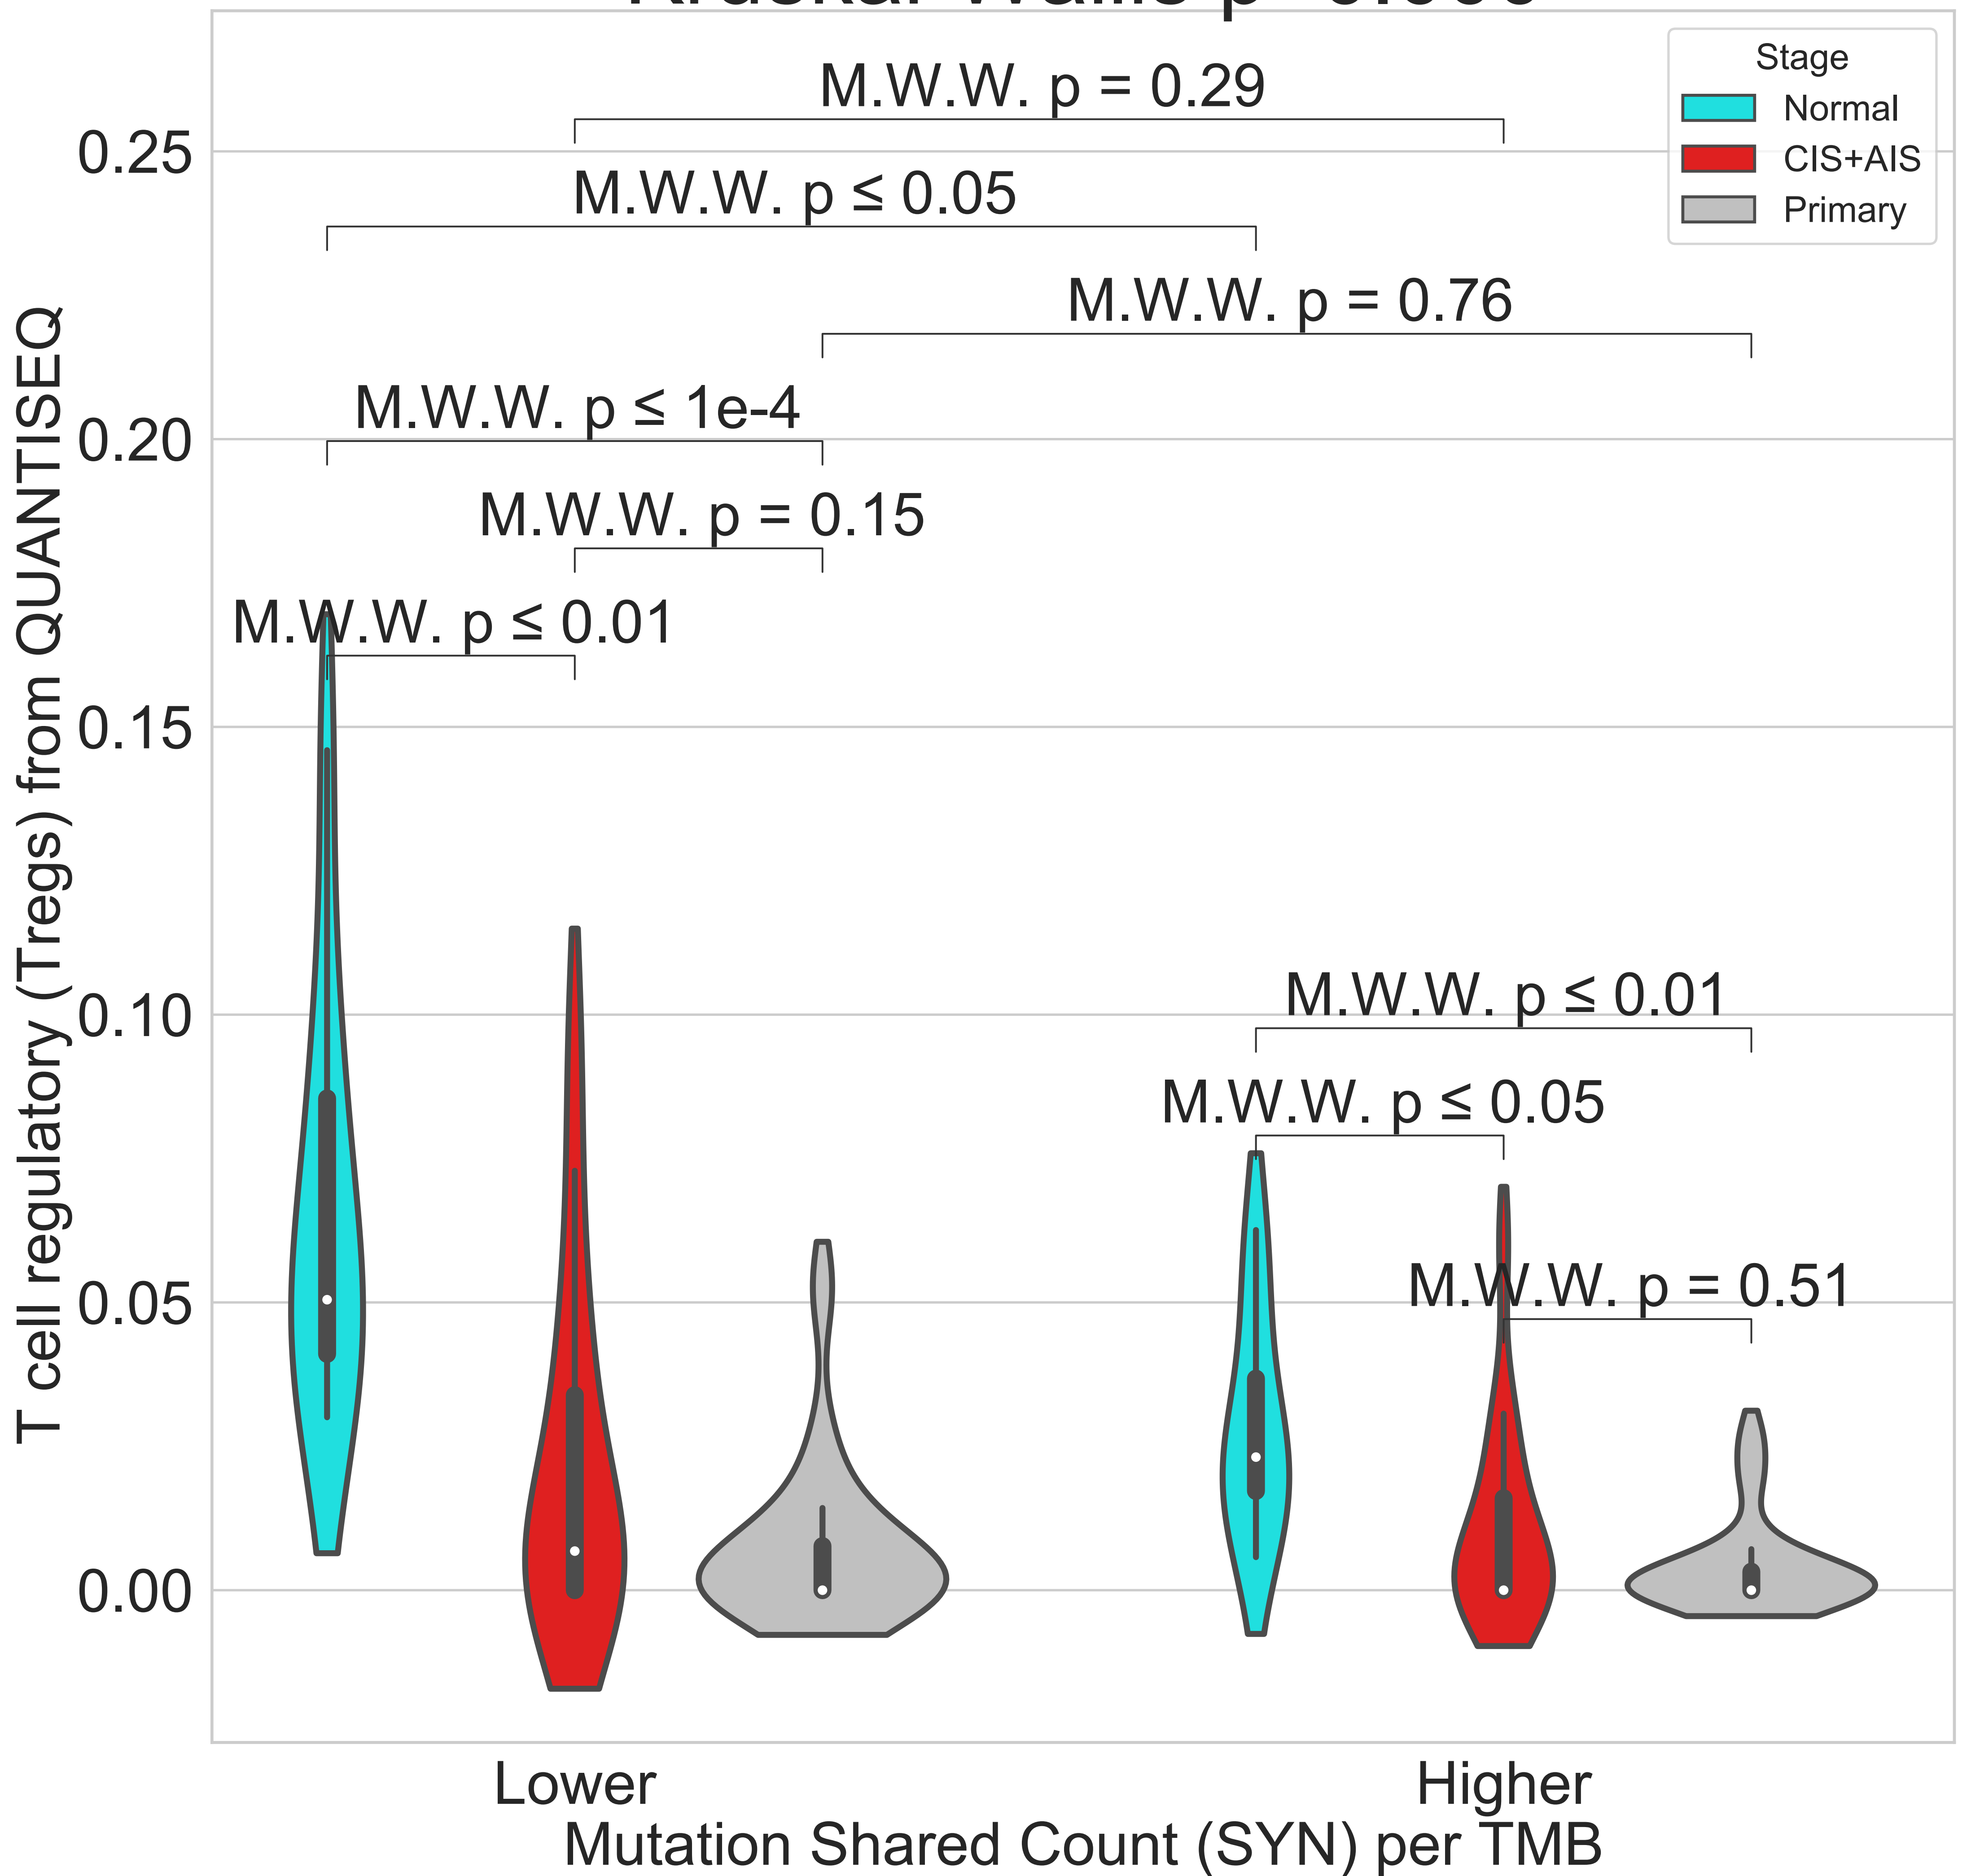 Stage
Normal
CIS+AIS
Primary
M.W.W. p = 0.29
M.W.W. p ≤ 0.05
M.W.W. p = 0.76
M.W.W. p ≤ 1e-4
M.W.W. p = 0.15
M.W.W. p ≤ 0.01
M.W.W. p ≤ 0.01
M.W.W. p ≤ 0.05
M.W.W. p = 0.51
0.25
0.20
0.15
0.10
0.05
0.00
T cell regulatory (Tregs) from QUANTISEQ
Lower
Higher
Mutation Shared Count (SYN) per TMB